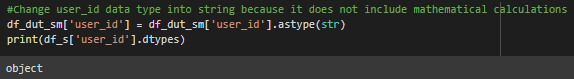 #Change user_id data type into string because it does not include mathematical calculations
df_dut_sm['user_id'] = df_dut_sm['user_id'].astype(str)
print(df_s['user_id'].dtypes)
object